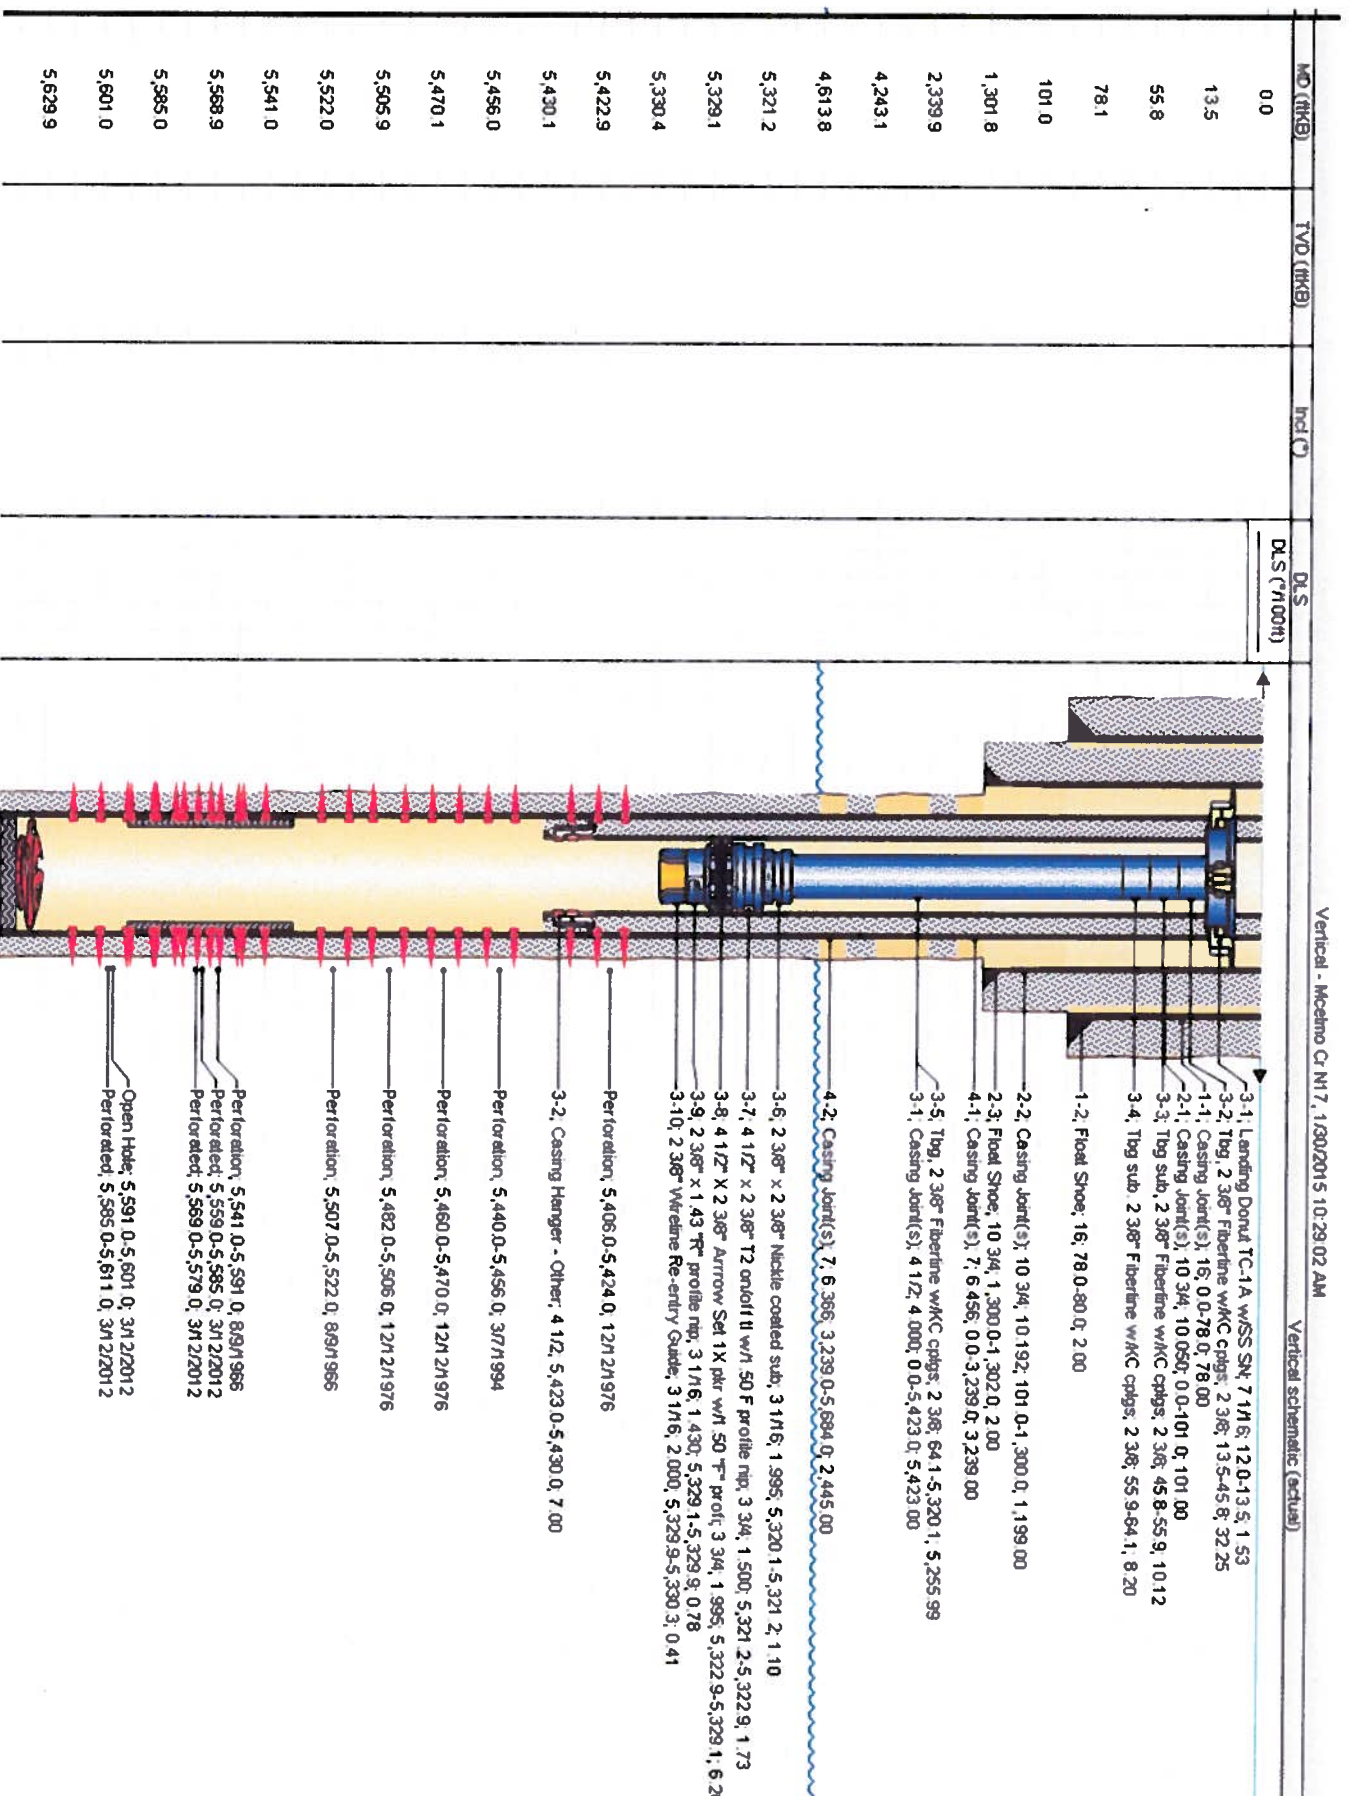 Vertical - Mcelmo Cr N17, 1/30/2015 10:29:02 AM
MD (ftKB)
TVD (ftKB)
Incl (°)
DLS
Vertical schematic (actual)
DLS (°/100ft)
0.0
13.5
55.8
78.1
101.0
1,301.8
2,339.9
4,243.1
4,613.8
5,321.2
5,329.1
5,330.4
5,422.9
5,430.1
5,456.0
5,470.1
5,505.9
5,522.0
5,541.0
5,568.9
5,585.0
5,601.0
5,629.9
3-1; Landing Donut TC-1A w/SS SN; 7 1/16; 12.0-13.5; 1.53
3-2; Tbg, 2 3/8" Fiberline w/KC cplgs; 2 3/8; 13.5-45.8; 32.25
1-1; Casing Joint(s); 16; 0.0-78.0; 78.00
2-1; Casing Joint(s); 10 3/4; 10.050; 0.0-101.0; 101.00
3-3; Tbg sub, 2 3/8" Fiberline w/KC cplgs; 2 3/8; 45.8-55.9; 10.12
3-4; Tbg sub. 2 3/8" Fiberline w/KC cplgs; 2 3/8; 55.9-64.1; 8.20
1-2; Float Shoe; 16; 78.0-80.0; 2.00
2-2; Casing Joint(s); 10 3/4; 10.192; 101.0-1,300.0; 1,199.00
2-3; Float Shoe; 10 3/4; 1,300.0-1,302.0; 2.00
4-1; Casing Joint(s); 7; 6.456; 0.0-3,239.0; 3,239.00
3-5; Tbg, 2 3/8" Fiberline w/KC cplgs; 2 3/8; 64.1-5,320.1; 5,255.99
3-1; Casing Joint(s); 4 1/2; 4.000; 0.0-5,423.0; 5,423.00
4-2; Casing Joint(s); 7; 6.366; 3,239.0-5,684.0; 2,445.00
3-6; 2 3/8" x 2 3/8" Nickle coated sub; 3 1/16; 1.995; 5,320.1-5,321.2; 1.10
3-7; 4 1/2" x 2 3/8" T2 on/off tl w/1.50 F profile nip; 3 3/4; 1.500; 5,321.2-5,322.9; 1.73
3-8; 4 1/2" X 2 3/8" Arrrow Set 1X pkr w/1.50 "F" profi; 3 3/4; 1.995; 5,322.9-5,329.1; 6.20
3-9; 2 3/8" x 1.43 "R" profile nip; 3 1/16; 1.430; 5,329.1-5,329.9; 0.78
3-10; 2 3/8" Wireline Re-entry Guide; 3 1/16; 2.000; 5,329.9-5,330.3; 0.41
Perforation; 5,406.0-5,424.0; 12/12/1976
3-2; Casing Hanger - Other; 4 1/2; 5,423.0-5,430.0; 7.00
Perforation; 5,440.0-5,456.0; 3/7/1994
Perforation; 5,460.0-5,470.0; 12/12/1976
Perforation; 5,482.0-5,506.0; 12/12/1976
Perforation; 5,507.0-5,522.0; 8/9/1966
Perforation; 5,541.0-5,591.0; 8/9/1966
Perforated; 5,559.0-5,585.0; 3/12/2012
Perforated; 5,569.0-5,579.0; 3/12/2012
Open Hole; 5,591.0-5,601.0; 3/12/2012
Perforated; 5,585.0-5,611.0; 3/12/2012